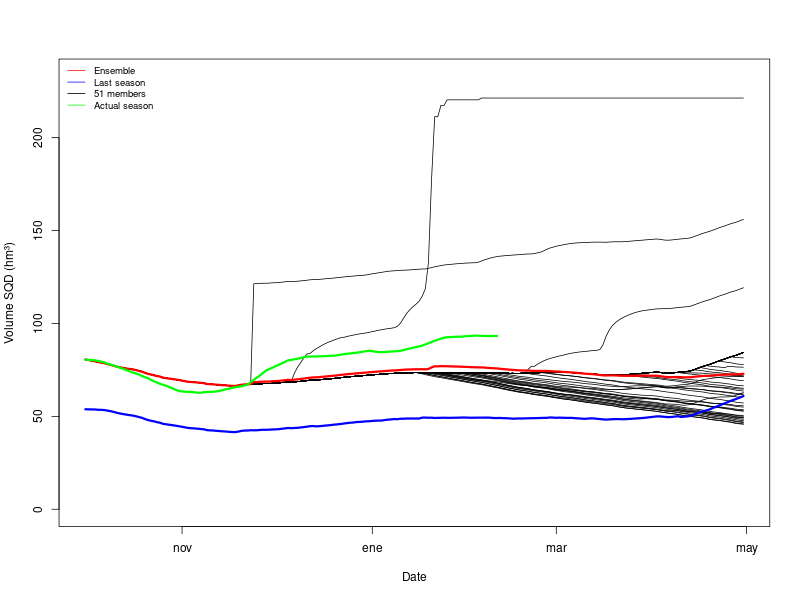 Ensemble
Last season
51 members
Actual season
Volume SQD (hm³)
200
150
100
50
0
nov
ene
mar
may
Date